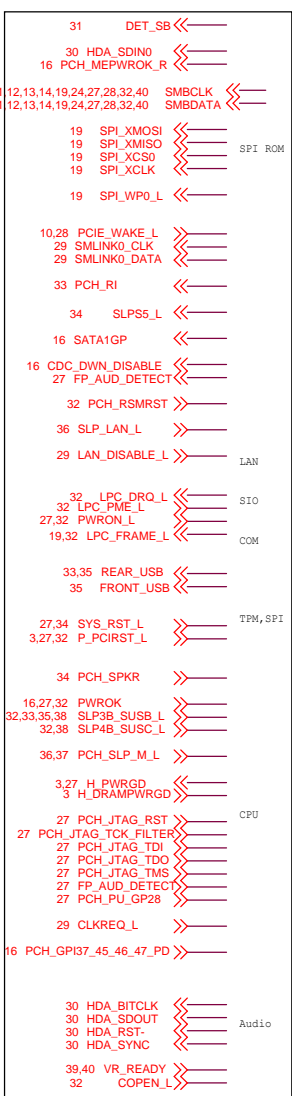 31 DET_SB
30 HDA_SDIN0
16 PCH_MEPWROK_R
12,13,14,19,24,27,28,32,40 SMBCLK
12,13,14,19,24,27,28,32,40 SMBDATA
19 SPI_XMOSI
19 SPI_XMISO
SPI ROM
19 SPI_XCS0
19 SPI_XCLK
19 SPI_WP0_L
10,28 PCIE_WAKE_L
29 SMLINK0_CLK
29 SMLINK0_DATA
33 PCH_RI
34 SLPS5_L
16 SATA1GP
16 CDC_DWN_DISABLE
27 FP_AUD_DETECT
32 PCH_RSMRST
36 SLP_LAN_L
29 LAN_DISABLE_L
LAN
32 LPC_DRQ_L
SIO
32 LPC_PME_L
27,32 PWRON_L
19,32 LPC_FRAME_L
COM
33,35 REAR_USB
35 FRONT_USB
TPM,SPI
27,34 SYS_RST_L
3,27,32 P_PCIRST_L
34 PCH_SPKR
16,27,32 PWROK
32,33,35,38 SLP3B_SUSB_L
32,38 SLP4B_SUSC_L
36,37 PCH_SLP_M_L
3,27 H_PWRGD
3 H_DRAMPWRGD
CPU
27 PCH_JTAG_RST
27 PCH_JTAG_TCK_FILTER
27 PCH_JTAG_TDI
27 PCH_JTAG_TDO
27 PCH_JTAG_TMS
27 FP_AUD_DETECT
27 PCH_PU_GP28
29 CLKREQ_L
16 PCH_GPI37_45_46_47_PD
30 HDA_BITCLK
30 HDA_SDOUT
Audio
30 HDA_RST-
30 HDA_SYNC
39,40 VR_READY
32 COPEN_L